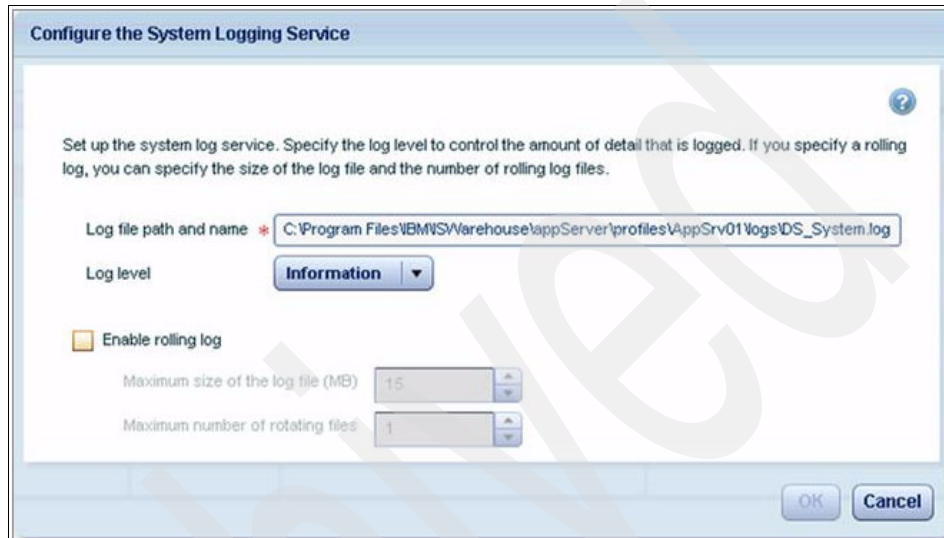 Configure the System Logging Service
?
Set up the system log service. Specify the log level to control the amount of detail that is logged. If you specify a rolling
log, you can specify the size of the log file and the number of rolling log files.
Log file path and name * C:\Program Files\IBM\ISWarehouse\appServer\profiles\AppSrv01\logs\DS_System.log
Log level Information
Enable rolling log
Maximum size of the log file (MB) 15
Maximum number of rotating files 1
OK Cancel